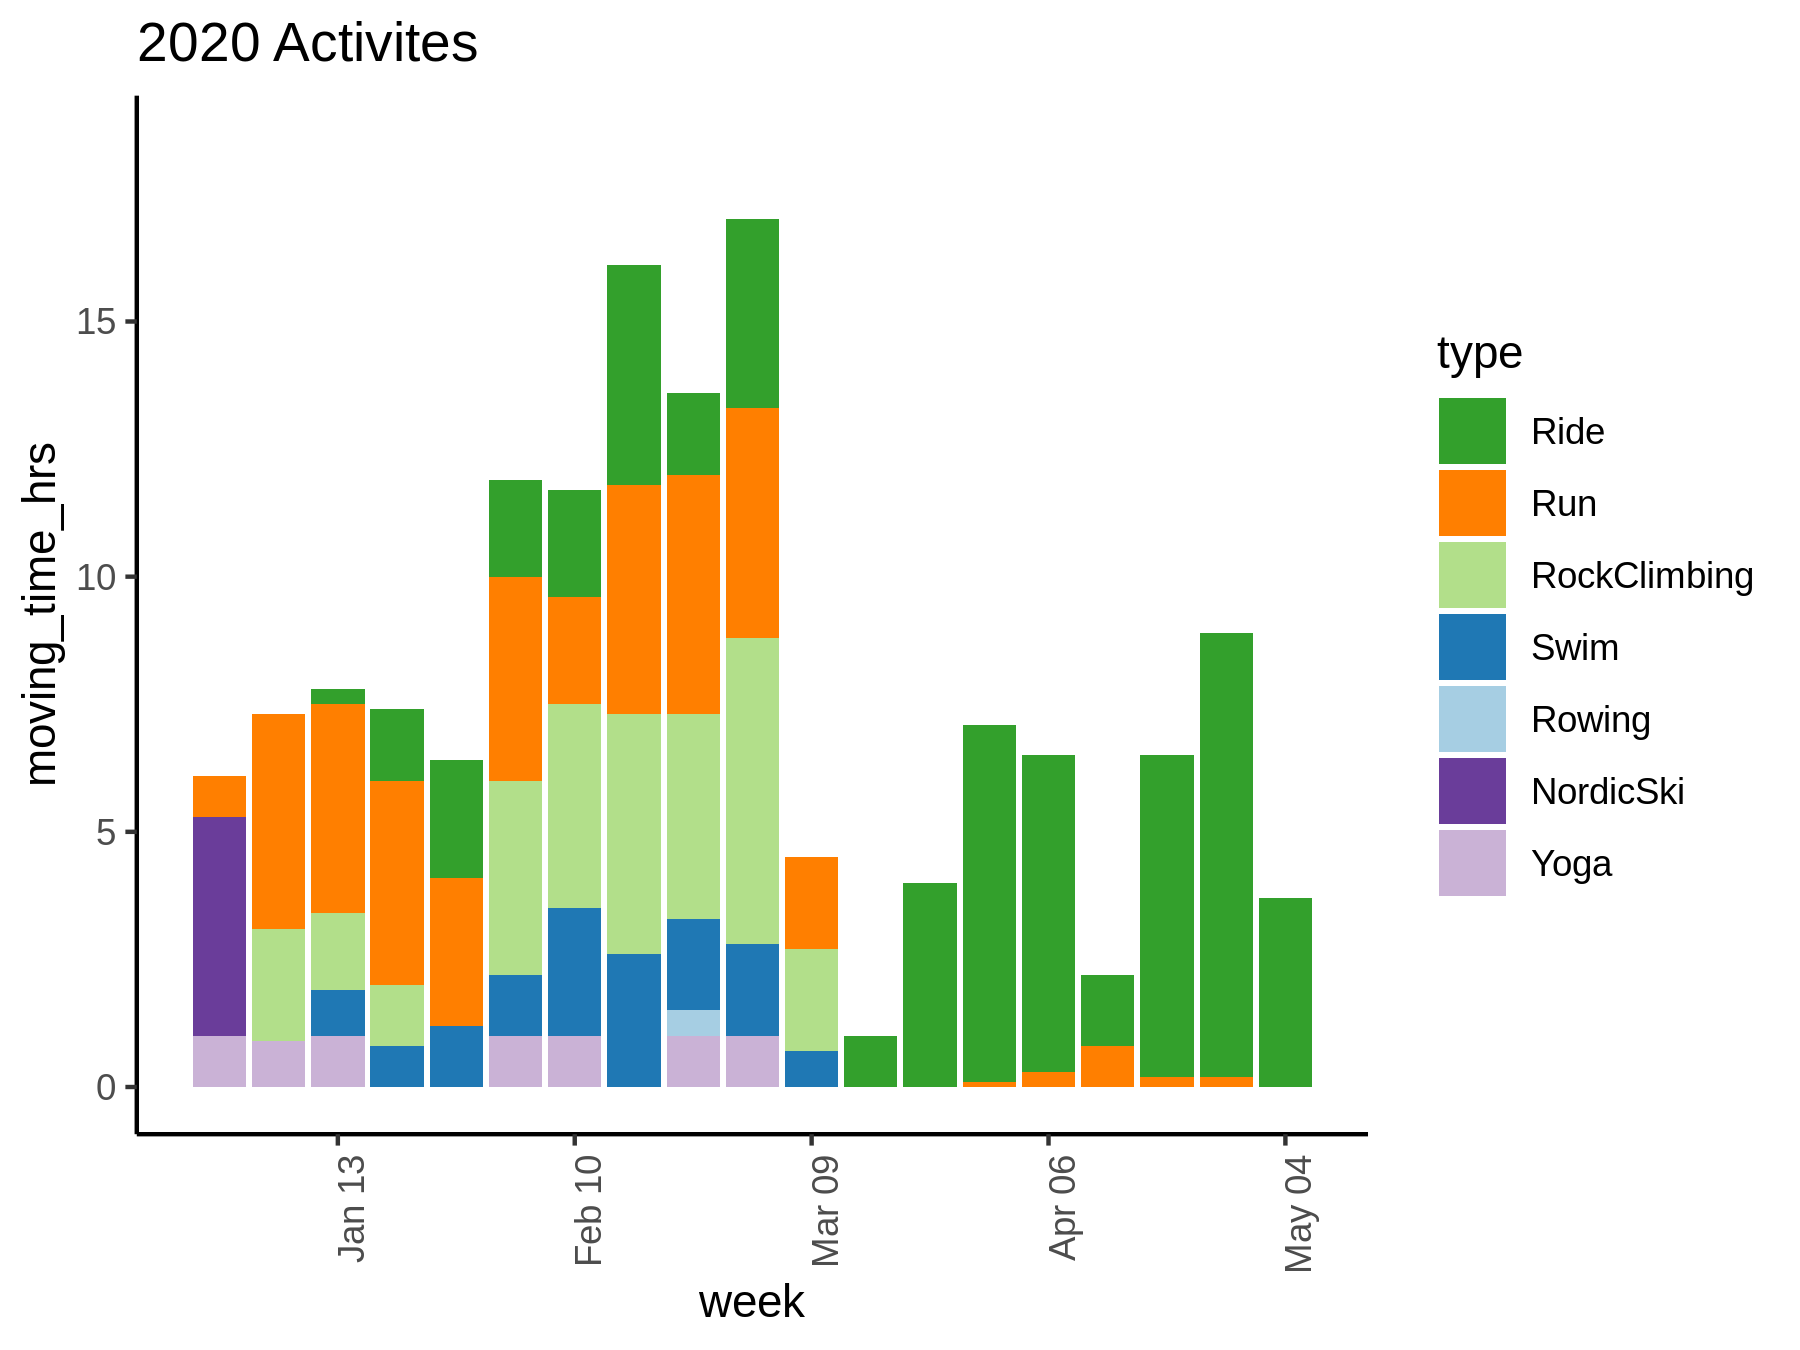 2020 Activites
moving_time_hrs
15
10
5
0
Jan 13
Feb 10
Mar 09
Apr 06
May 04
week
type
Ride
Run
RockClimbing
Swim
Rowing
NordicSki
Yoga